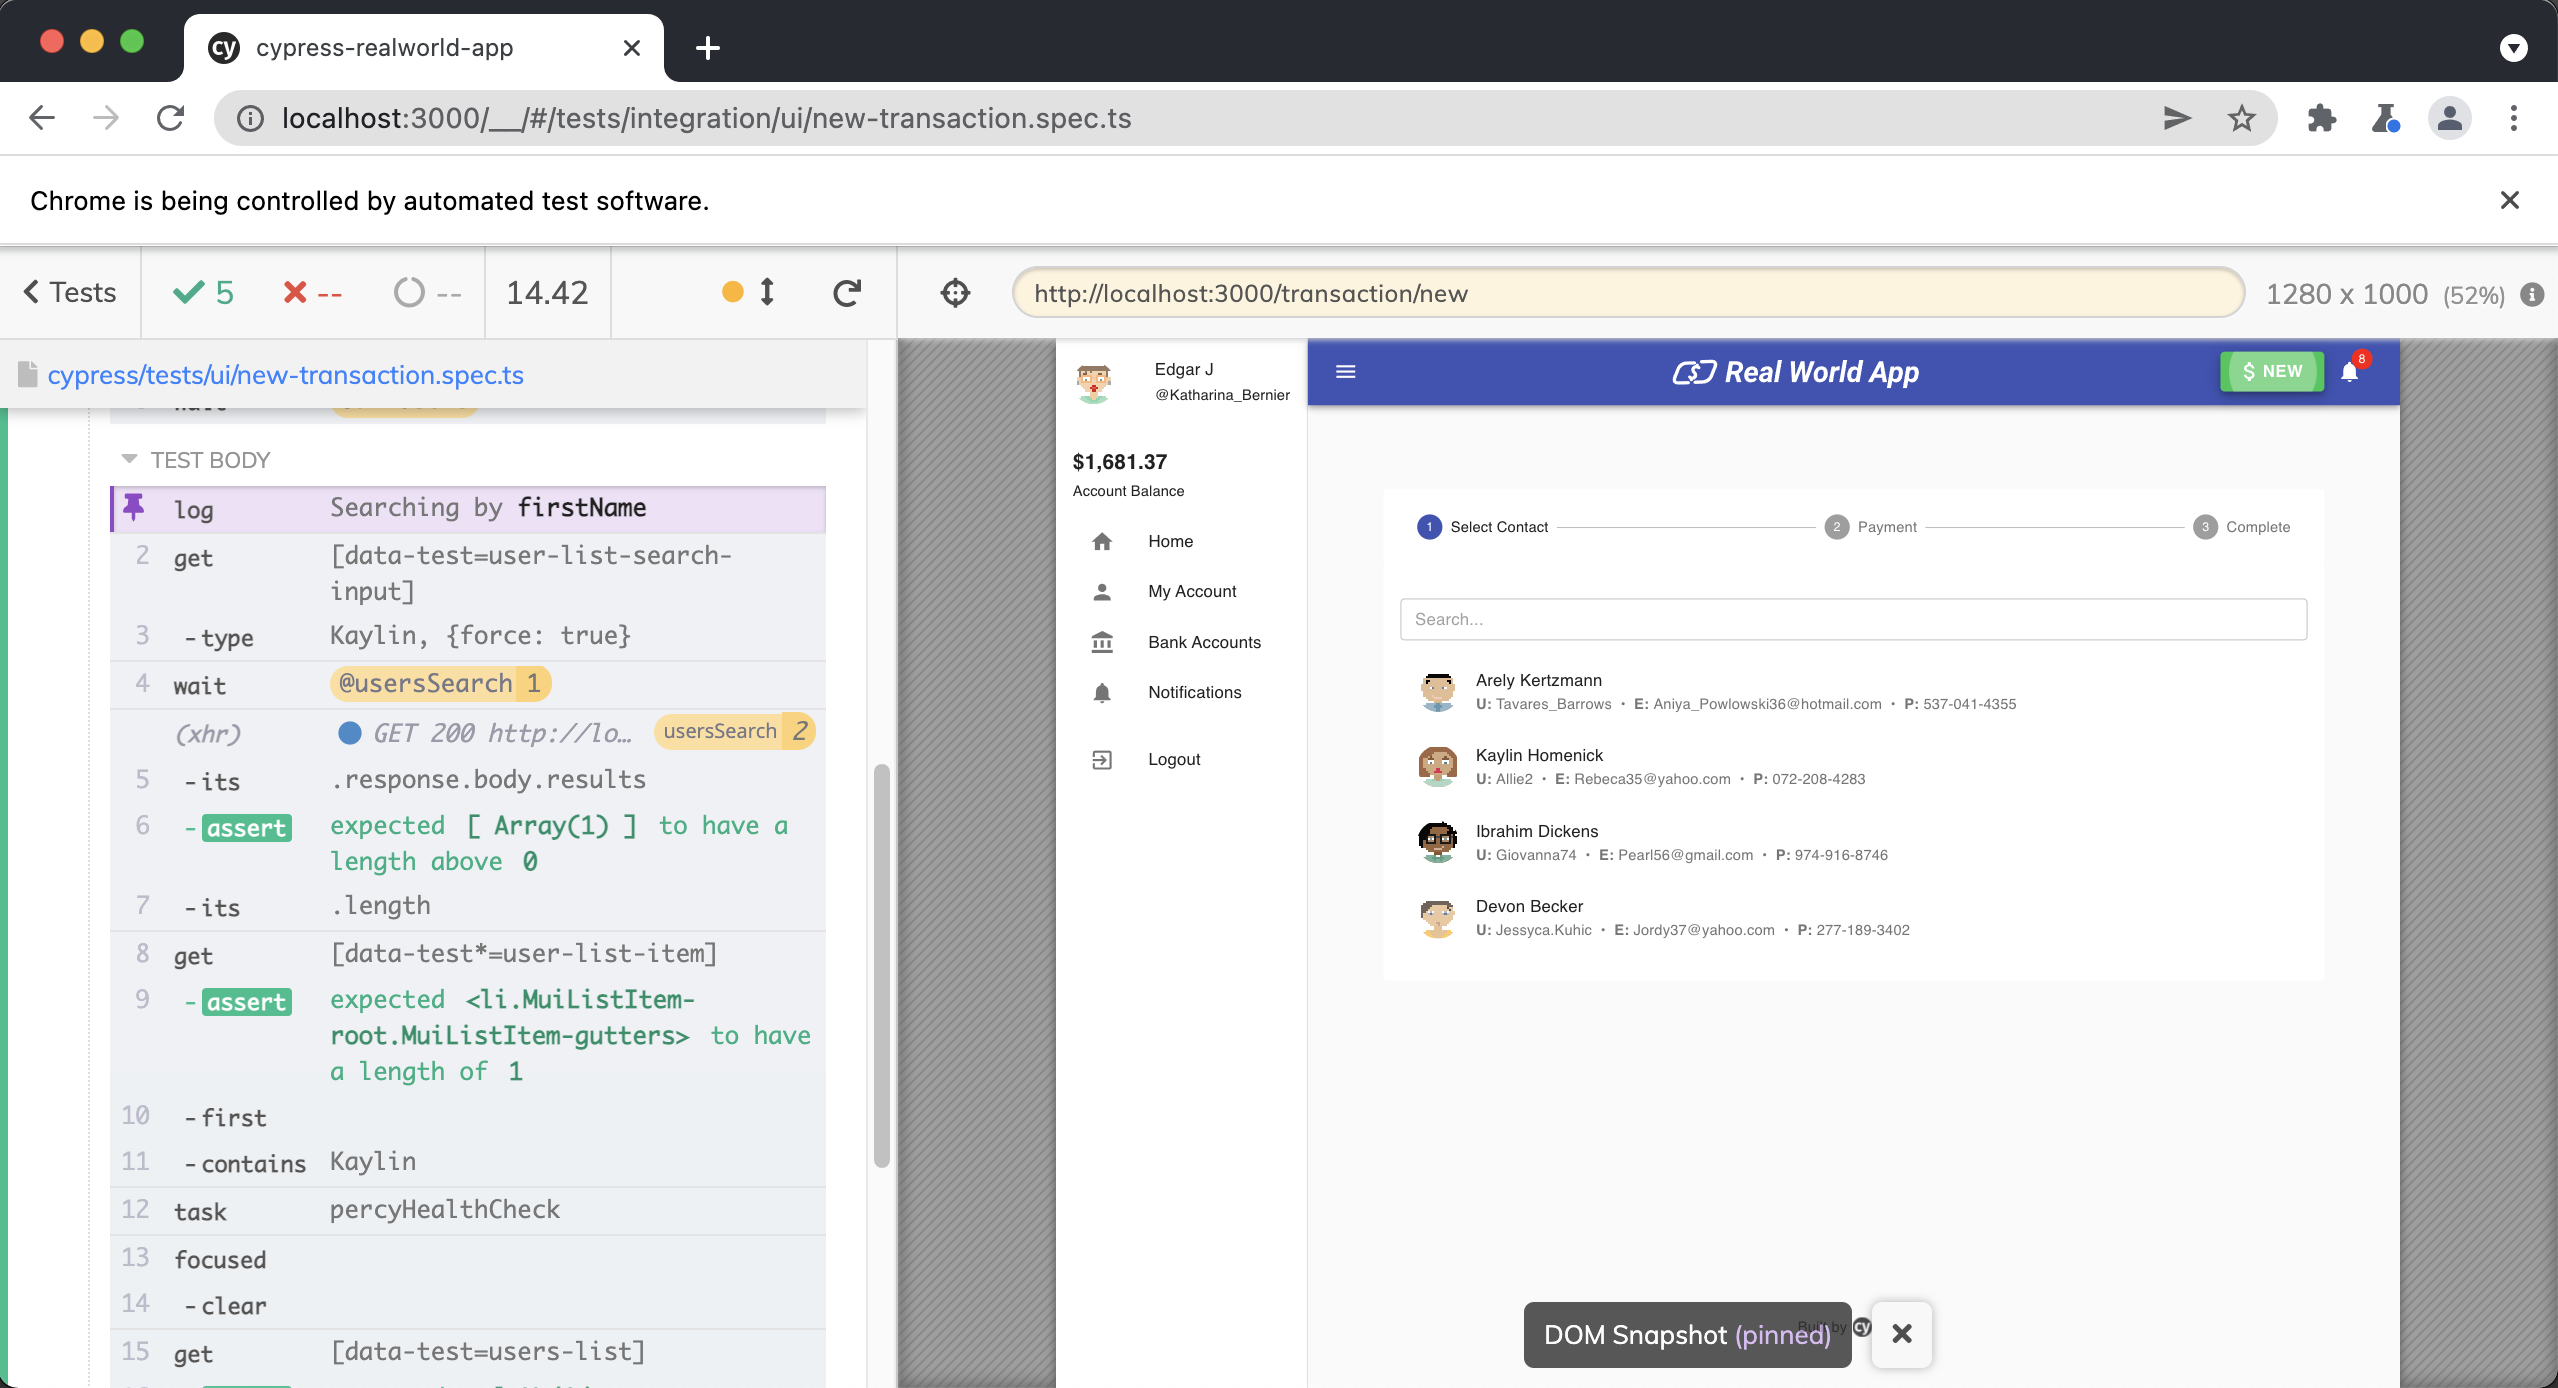 cy cypress-realworld-app
localhost:3000/__/#/tests/integration/ui/new-transaction.spec.ts
Chrome is being controlled by automated test software.
Tests 5 -- -- 14.42
http://localhost:3000/transaction/new 1280 x 1000 (52%)
cypress/tests/ui/new-transaction.spec.ts
TEST BODY
log Searching by firstName
2 get [data-test=user-list-search-
input]
3 -type Kaylin, {force: true}
4 wait @usersSearch 1
(xhr) GET 200 http://lo… usersSearch 2
5 -its .response.body.results
6 -assert expected [ Array(1) ] to have a
length above 0
7 -its .length
8 get [data-test*=user-list-item]
9 -assert expected <li.MuiListItem-
root.MuiListItem-gutters> to have
a length of 1
10 -first
11 -contains Kaylin
12 task percyHealthCheck
13 focused
14 -clear
15 get [data-test=users-list]
Edgar J
@Katharina_Bernier
$1,681.37
Account Balance
Home
My Account
Bank Accounts
Notifications
Logout
Real World App
$ NEW
8
1 Select Contact 2 Payment 3 Complete
Search...
Arely Kertzmann
U: Tavares_Barrows • E: Aniya_Powlowski36@hotmail.com • P: 537-041-4355
Kaylin Homenick
U: Allie2 • E: Rebeca35@yahoo.com • P: 072-208-4283
Ibrahim Dickens
U: Giovanna74 • E: Pearl56@gmail.com • P: 974-916-8746
Devon Becker
U: Jessyca.Kuhic • E: Jordy37@yahoo.com • P: 277-189-3402
Built by cy
DOM Snapshot (pinned)